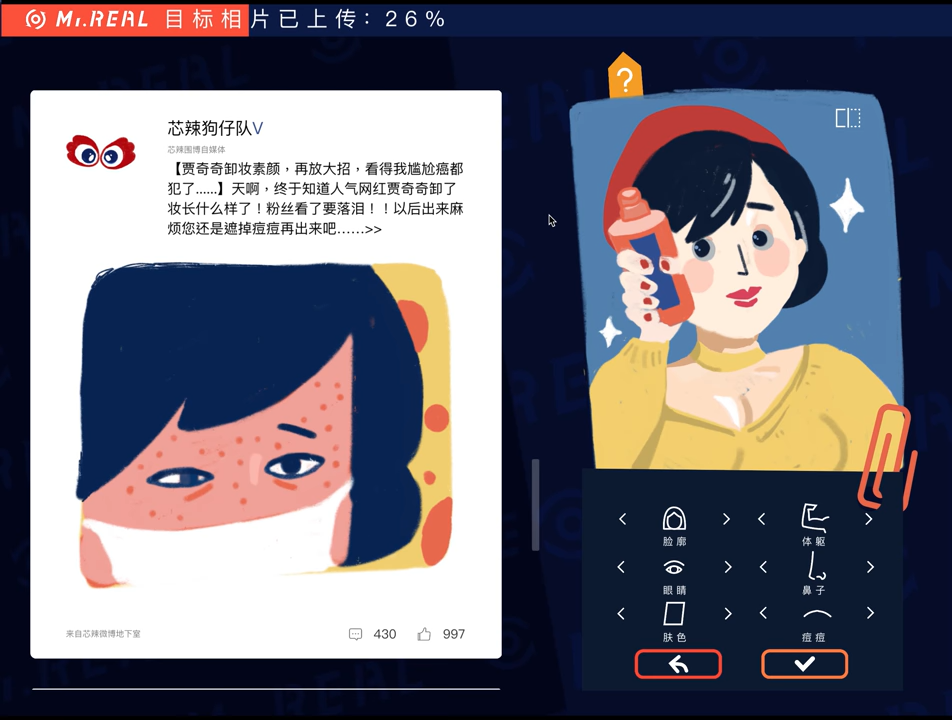 Mr.REAL 目标相片已上传：26%
?
芯辣狗仔队V
芯辣围博自媒体
【贾奇奇卸妆素颜，再放大招，看得我尴尬癌都
犯了......】天啊，终于知道人气网红贾奇奇卸了
妆长什么样了！粉丝看了要落泪！！以后出来麻
烦您还是遮掉痘痘再出来吧……>>
来自芯辣微博地下室
430
997
脸廓
体躯
眼睛
鼻子
肤色
痘痘